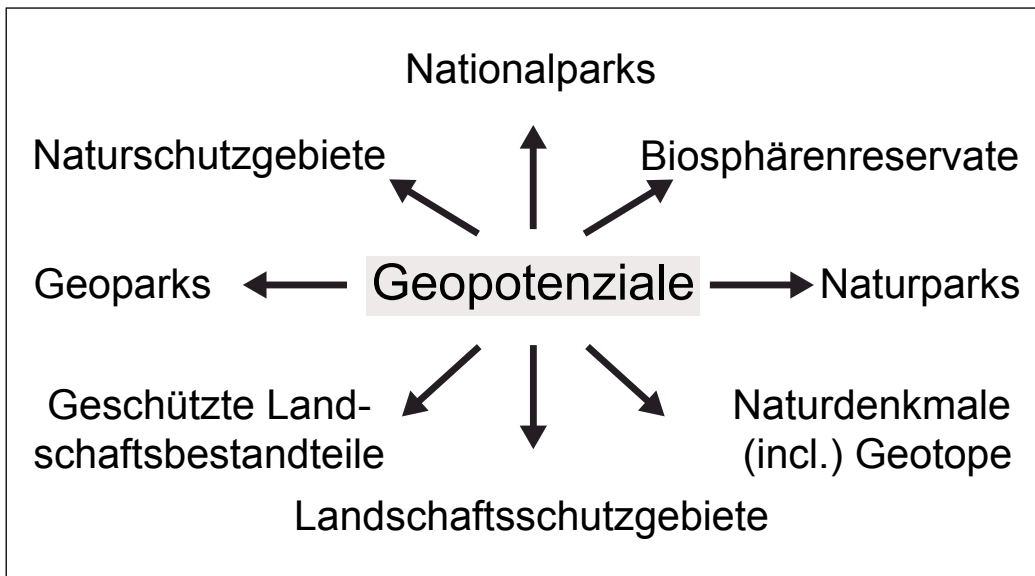 Nationalparks
Naturschutzgebiete
Biosphärenreservate
Geoparks
Geopotenziale
Naturparks
Geschützte Land-
schaftsbestandteile
Naturdenkmale
(incl.) Geotope
Landschaftsschutzgebiete